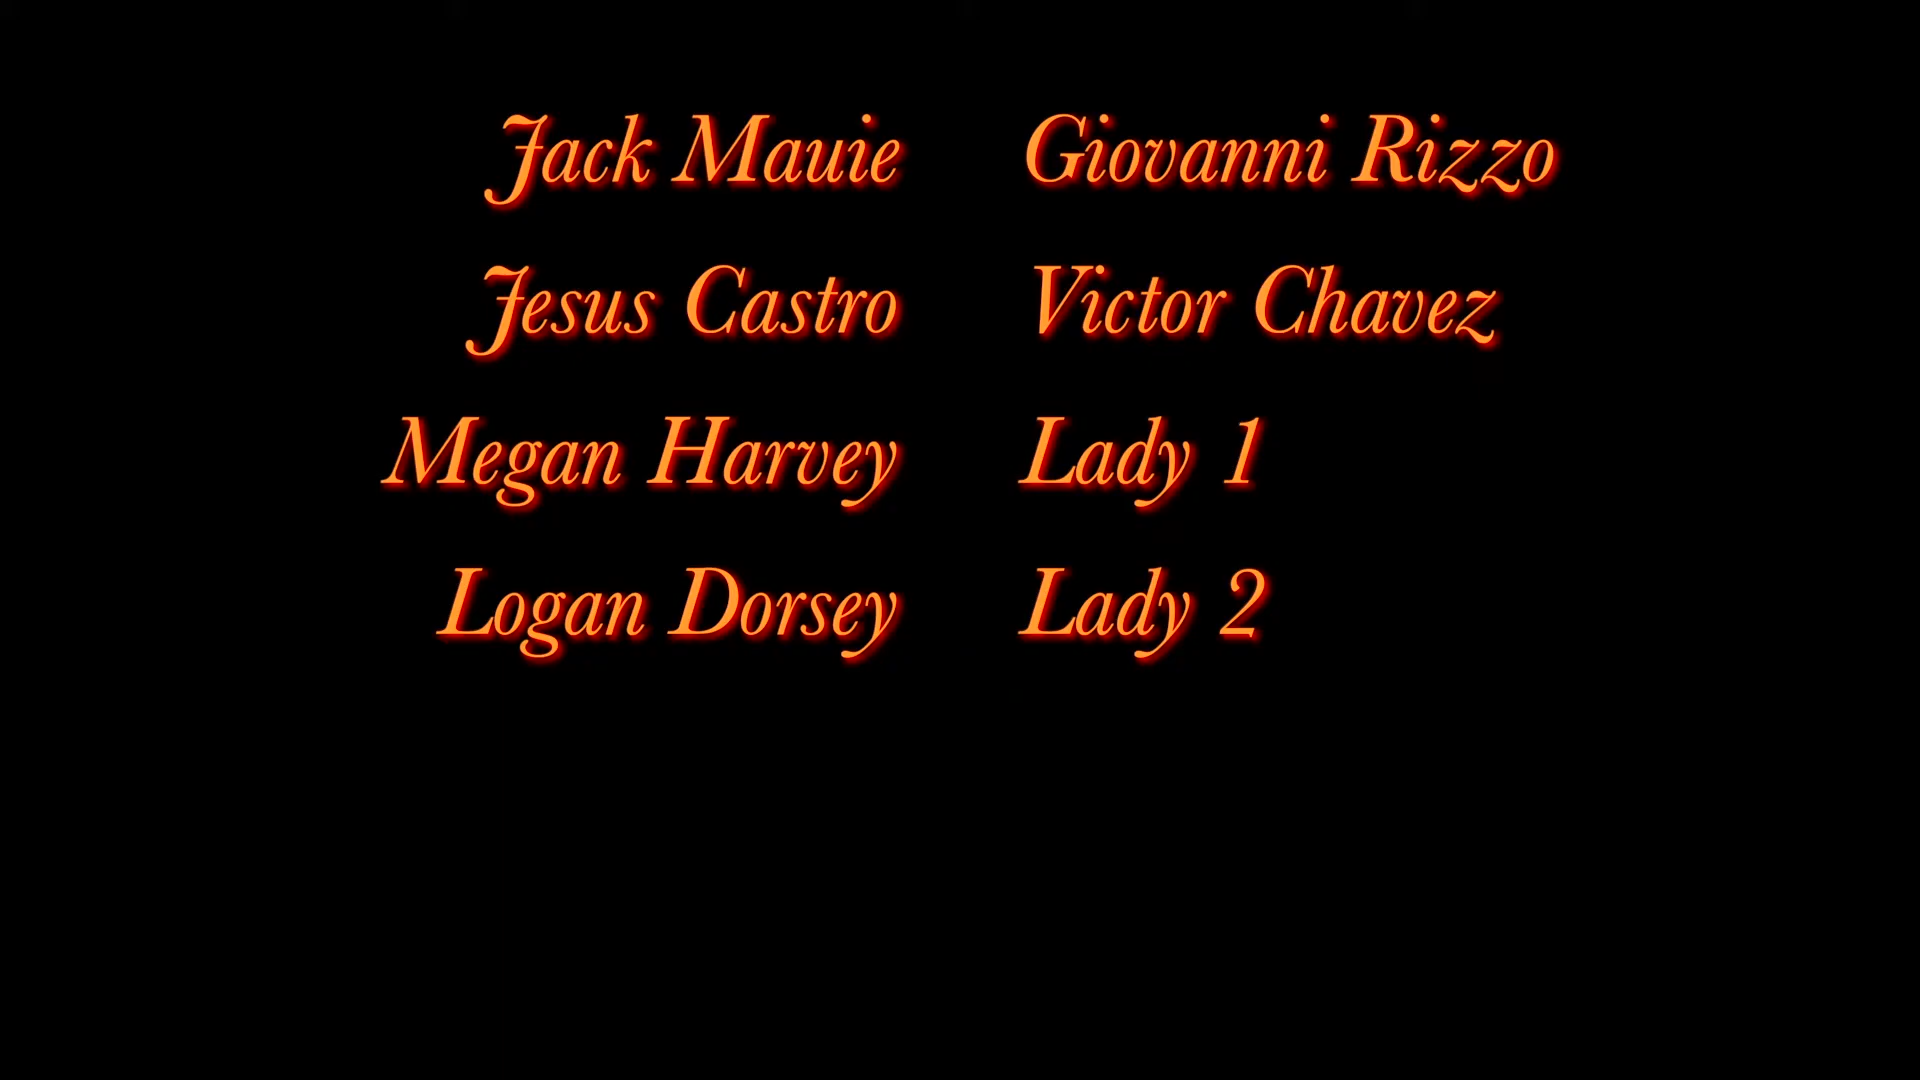 Jack Mauie Giovanni Rizzo
Jesus Castro Victor Chavez
Megan Harvey Lady 1
Logan Dorsey Lady 2